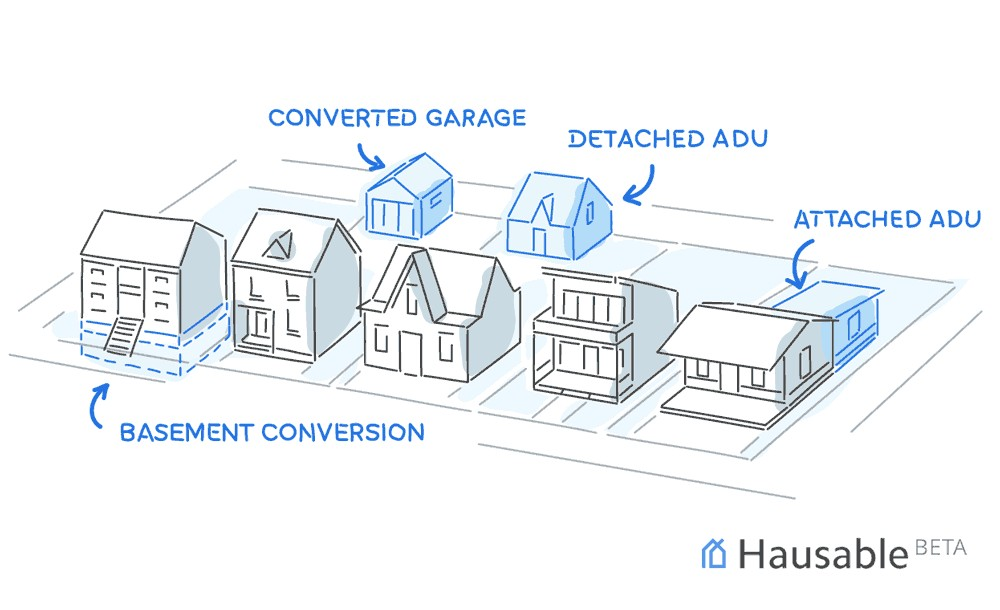 CONVERTED GARAGE
DETACHED ADU
ATTACHED ADU
BASEMENT CONVERSION
Hausable BETA